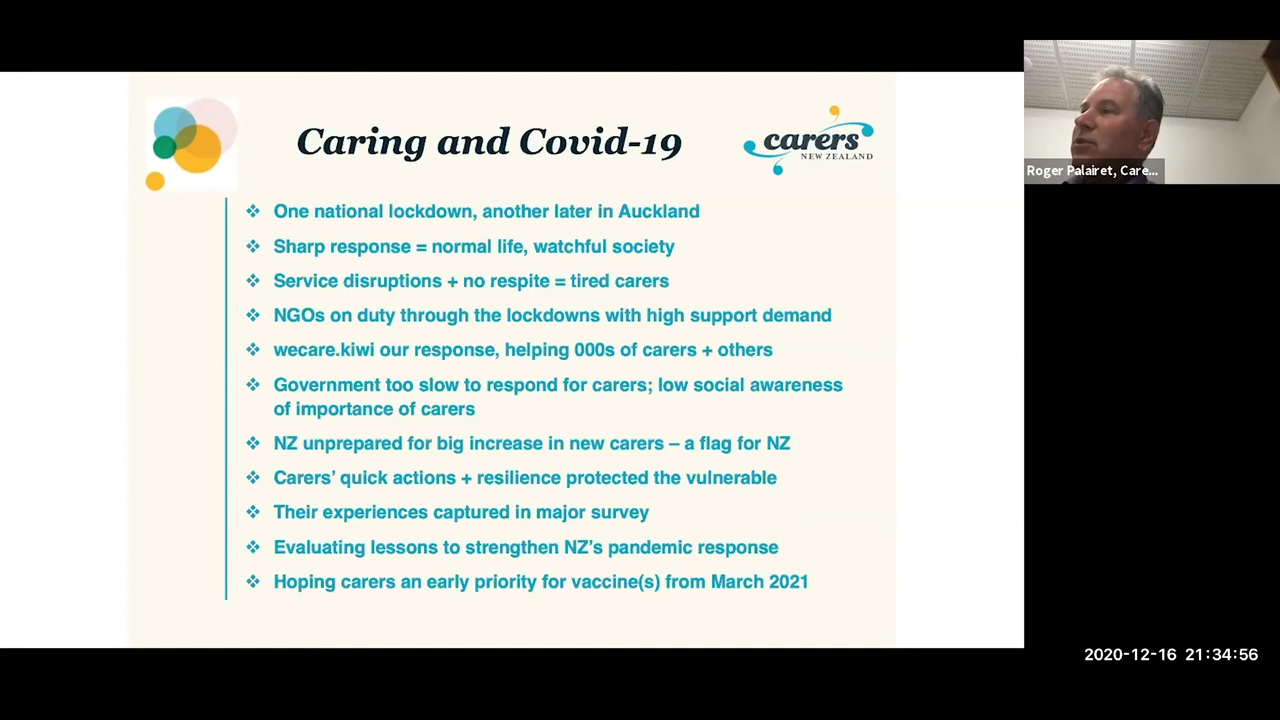 Caring and Covid-19
carers
NEW ZEALAND
❖ One national lockdown, another later in Auckland
❖ Sharp response = normal life, watchful society
❖ Service disruptions + no respite = tired carers
❖ NGOs on duty through the lockdowns with high support demand
❖ wecare.kiwi our response, helping 000s of carers + others
❖ Government too slow to respond for carers; low social awareness
of importance of carers
❖ NZ unprepared for big increase in new carers – a flag for NZ
❖ Carers’ quick actions + resilience protected the vulnerable
❖ Their experiences captured in major survey
❖ Evaluating lessons to strengthen NZ’s pandemic response
❖ Hoping carers an early priority for vaccine(s) from March 2021
Roger Palairet, Care...
2020-12-16 21:34:56